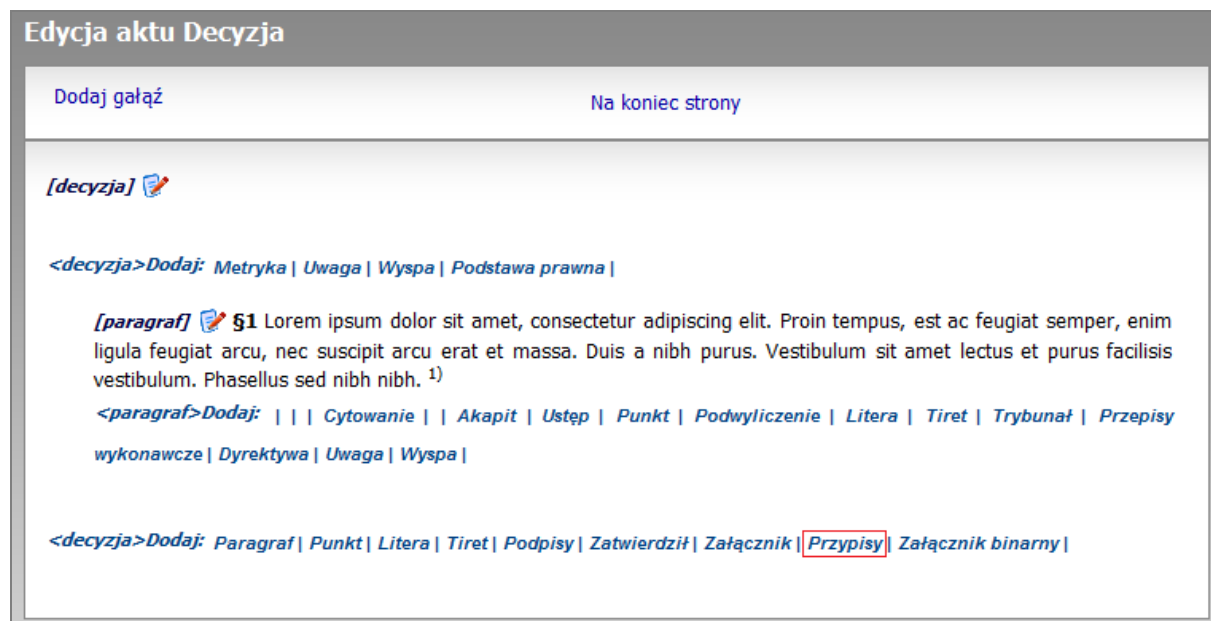 Edycja aktu Decyzja
Dodaj gałąź
Na koniec strony
[decyzja]
<decyzja>Dodaj: Metryka | Uwaga | Wyspa | Podstawa prawna |
[paragraf] §1 Lorem ipsum dolor sit amet, consectetur adipiscing elit. Proin tempus, est ac feugiat semper, enim
ligula feugiat arcu, nec suscipit arcu erat et massa. Duis a nibh purus. Vestibulum sit amet lectus et purus facilisis
vestibulum. Phasellus sed nibh nibh. 1)
<paragraf>Dodaj: | | | Cytowanie | | Akapit | Ustęp | Punkt | Podwyliczenie | Litera | Tiret | Trybunał | Przepisy
wykonawcze | Dyrektywa | Uwaga | Wyspa |
<decyzja>Dodaj: Paragraf | Punkt | Litera | Tiret | Podpisy | Zatwierdził | Załącznik | Przypisy | Załącznik binarny |